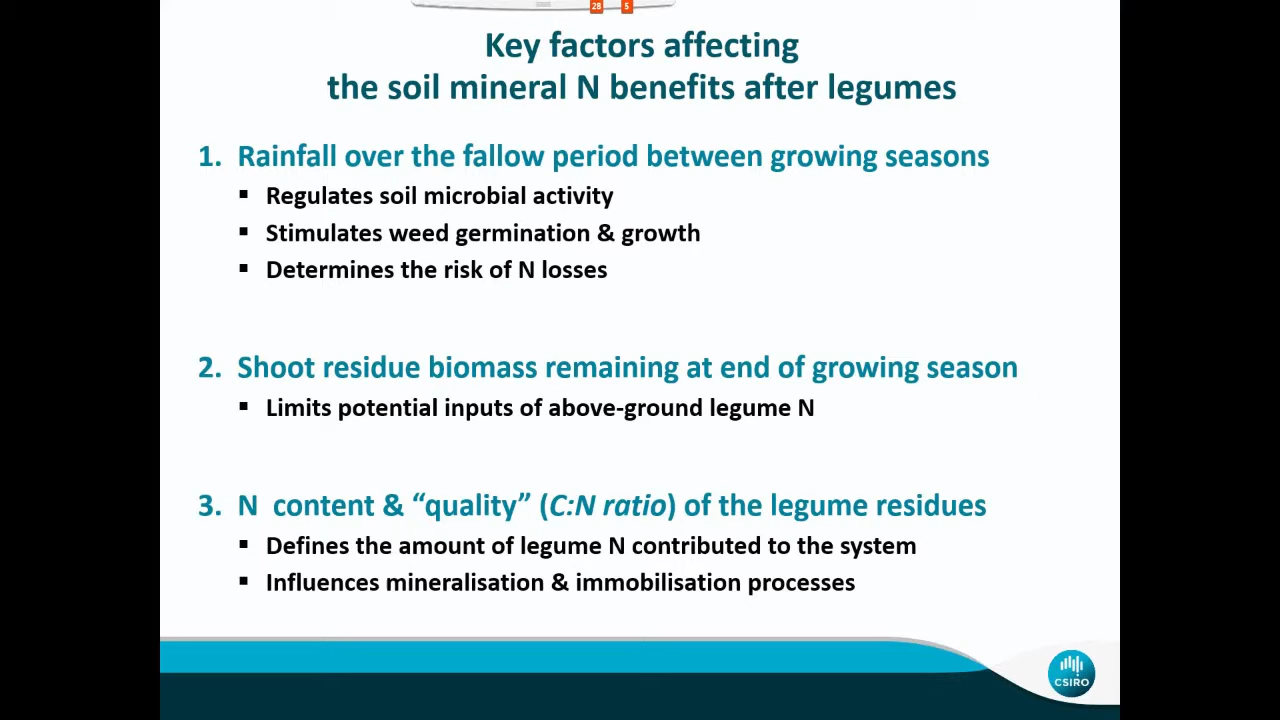 28 5
Key factors affecting
the soil mineral N benefits after legumes
1. Rainfall over the fallow period between growing seasons
▪ Regulates soil microbial activity
▪ Stimulates weed germination & growth
▪ Determines the risk of N losses
2. Shoot residue biomass remaining at end of growing season
▪ Limits potential inputs of above-ground legume N
3. N content & “quality” (C:N ratio) of the legume residues
▪ Defines the amount of legume N contributed to the system
▪ Influences mineralisation & immobilisation processes
CSIRO